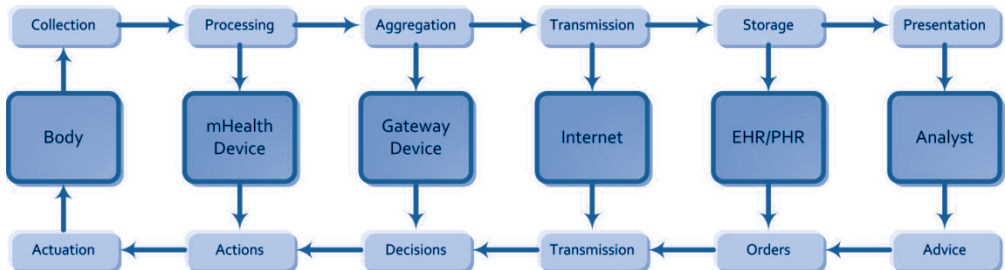 Collection
Processing
Aggregation
Transmission
Storage
Presentation
Body
mHealth
Device
Gateway
Device
Internet
EHR/PHR
Analyst
Actuation
Actions
Decisions
Transmission
Orders
Advice